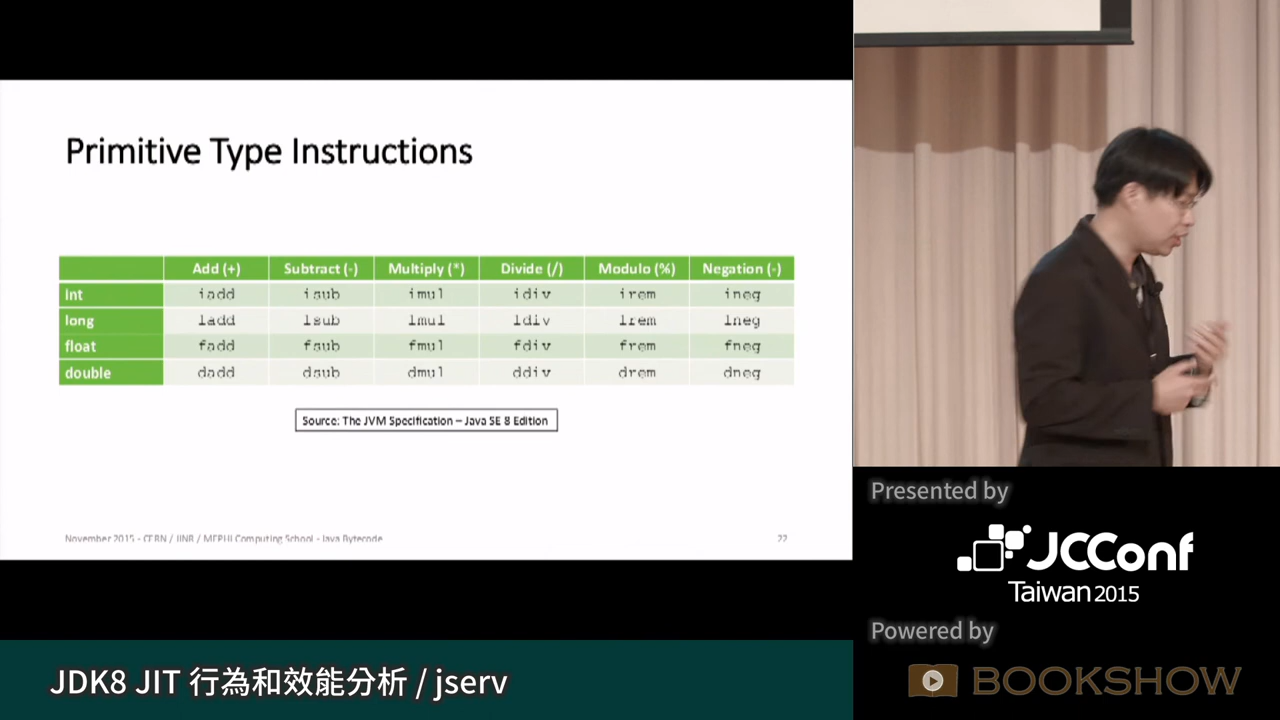 Primitive Type Instructions
Add (+) Subtract (-) Multiply (*) Divide (/) Modulo (%) Negation (-)
Int iadd isub imul idiv irem ineg
long ladd lsub lmul ldiv lrem lneg
float fadd fsub fmul fdiv frem fneg
double dadd dsub dmul ddiv drem dneg
Source: The JVM Specification – Java SE 8 Edition
November 2015 - CERN / JINR / MEPHI Computing School - Java Bytecode 22
Presented by
JCConf
Taiwan 2015
Powered by
BOOKSHOW
JDK8 JIT 行為和效能分析 / jserv